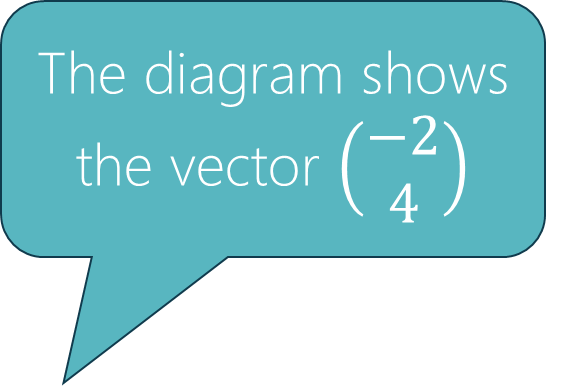 The diagram shows
the vector (−2
4)